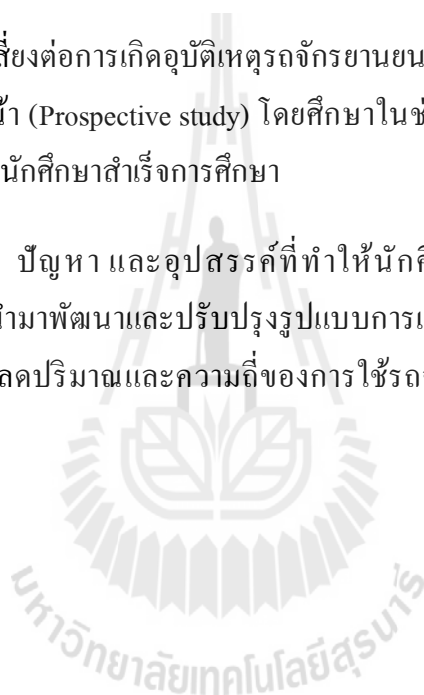 สี่ยงต่อการเกิดอุบัติเหตุรถจักรยานยน
น้า (Prospective study) โดยศึกษาในช่
นักศึกษาสำเร็จการศึกษา
ปัญหา และอุปสรรค์ที่ทำให้นักศึ
นำมาพัฒนาและปรับปรุงรูปแบบการเ
ลดปริมาณและความถี่ของการใช้รถจ
มหาวิทยาลัยเทคโนโลยีสุรนารี